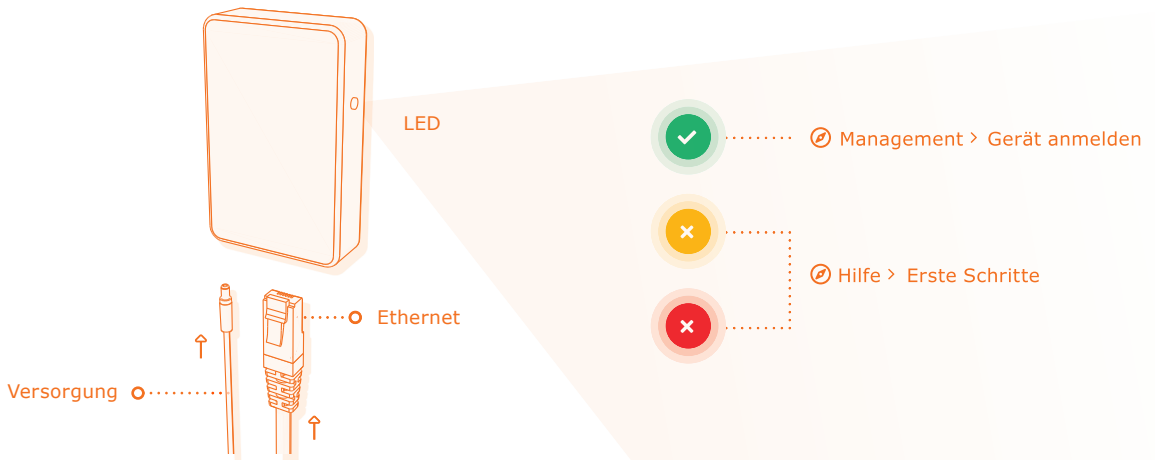 LED
Management > Gerät anmelden
Hilfe > Erste Schritte
Ethernet
Versorgung